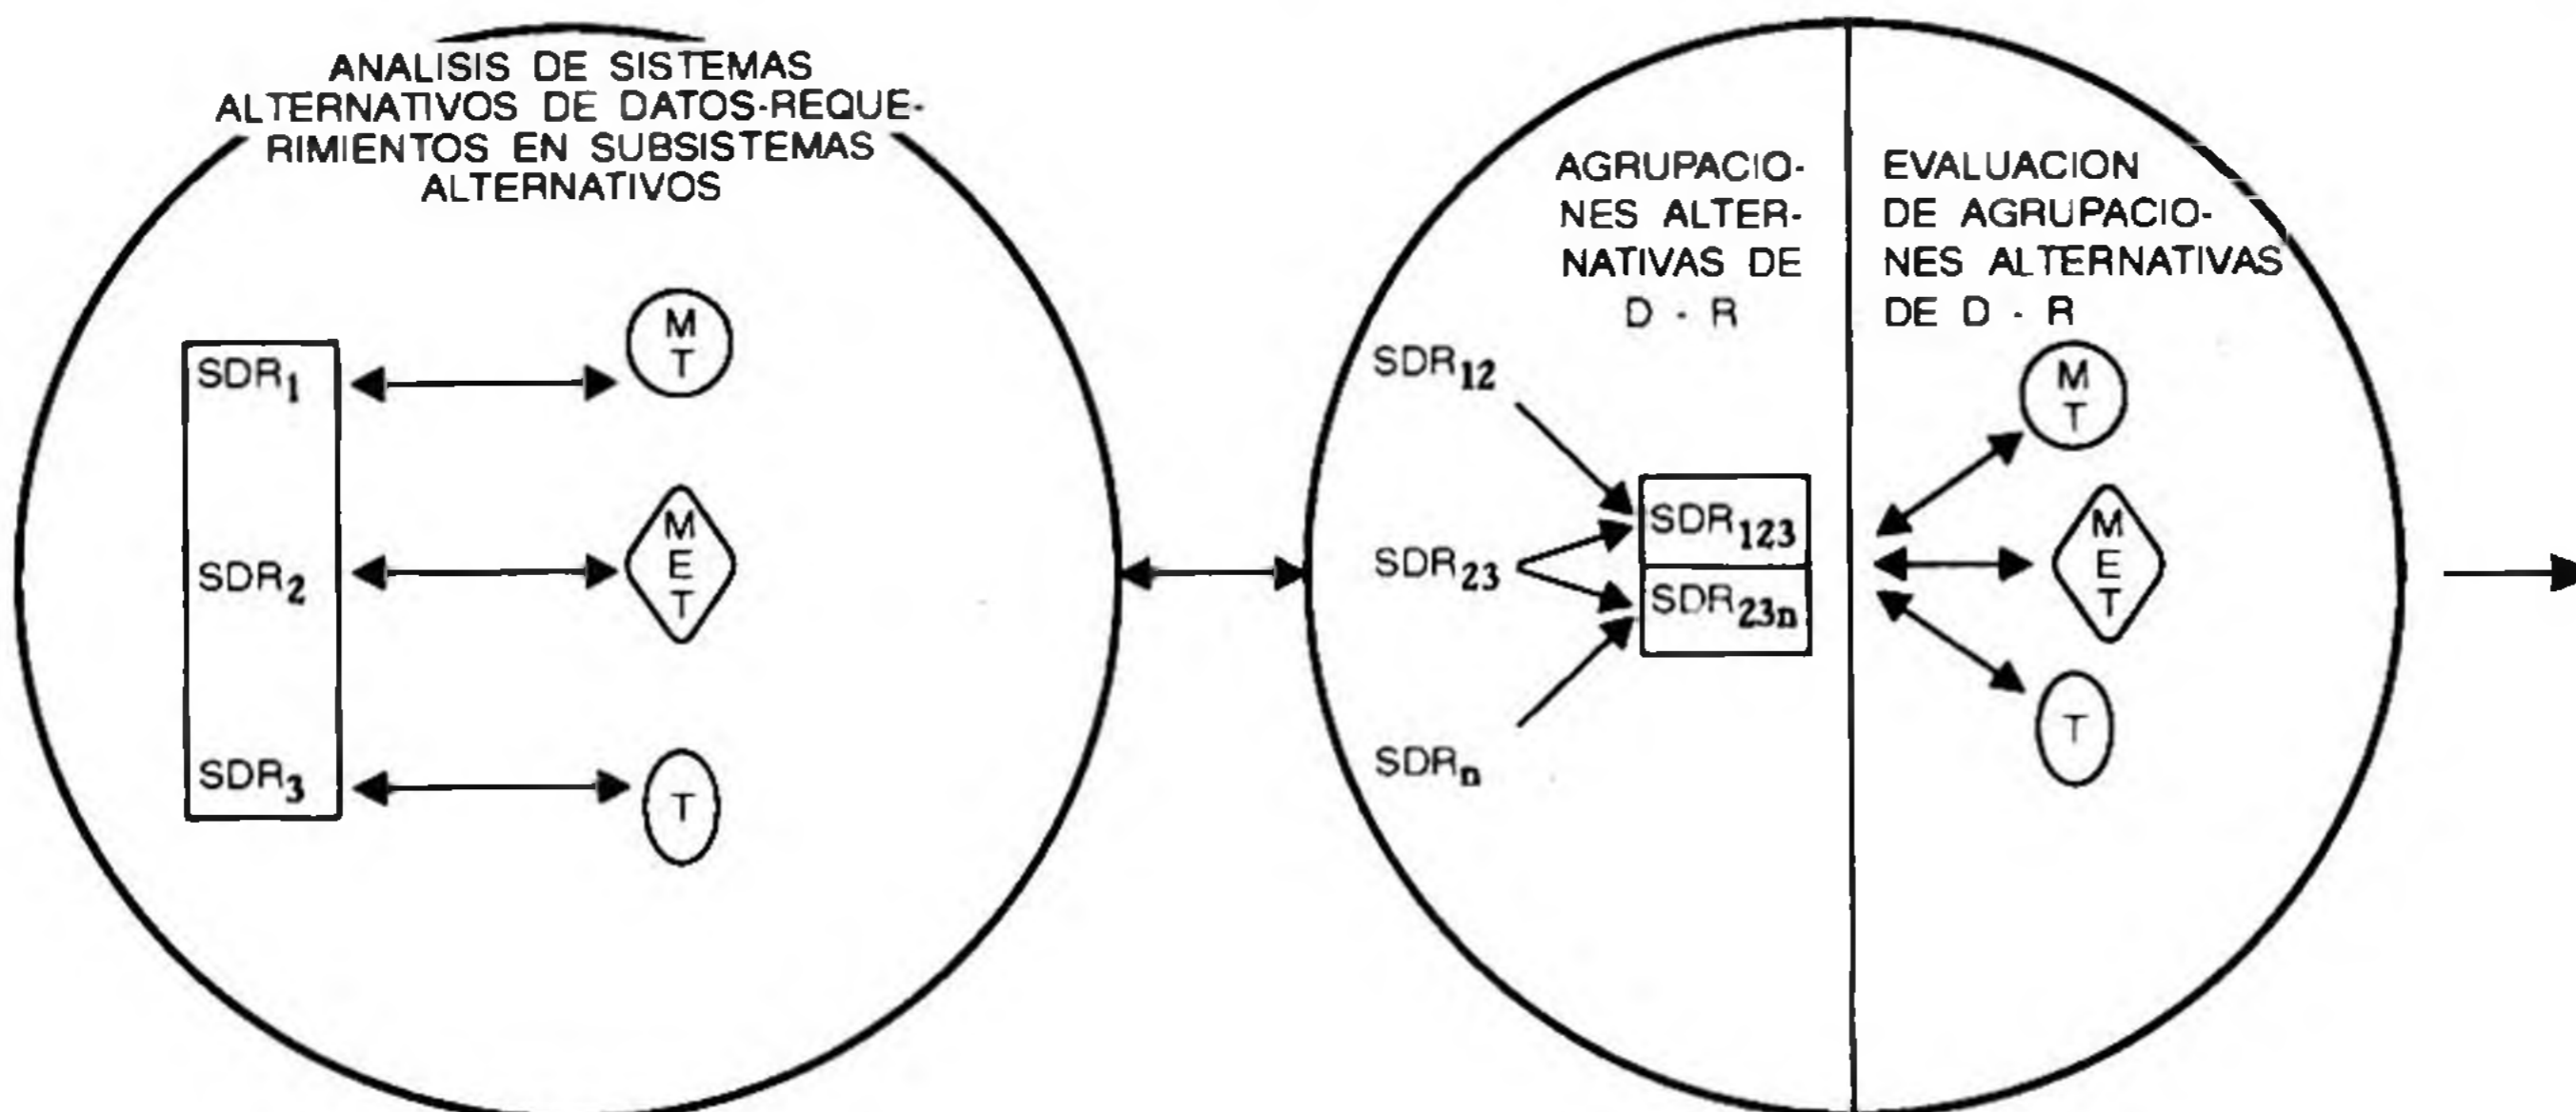 ANALISIS DE SISTEMAS
ALTERNATIVOS DE DATOS-REQUE-
RIMIENTOS EN SUBSISTEMAS
ALTERNATIVOS
SDR1
M
T
SDR2
M
E
T
SDR3
T
AGRUPACIO-
NES ALTER-
NATIVAS DE
D - R
SDR12
SDR23
SDRn
SDR123
SDR23n
EVALUACION
DE AGRUPACIO-
NES ALTERNATIVAS
DE D - R
M
T
M
E
T
T